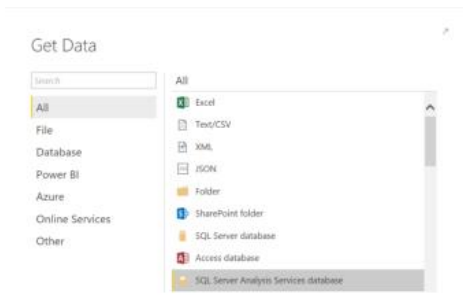 Get Data
Search
All
File
Database
Power BI
Azure
Online Services
Other
All
Excel
Text/CSV
XML
JSON
Folder
SharePoint folder
SQL Server database
Access database
SQL Server Analysis Services database